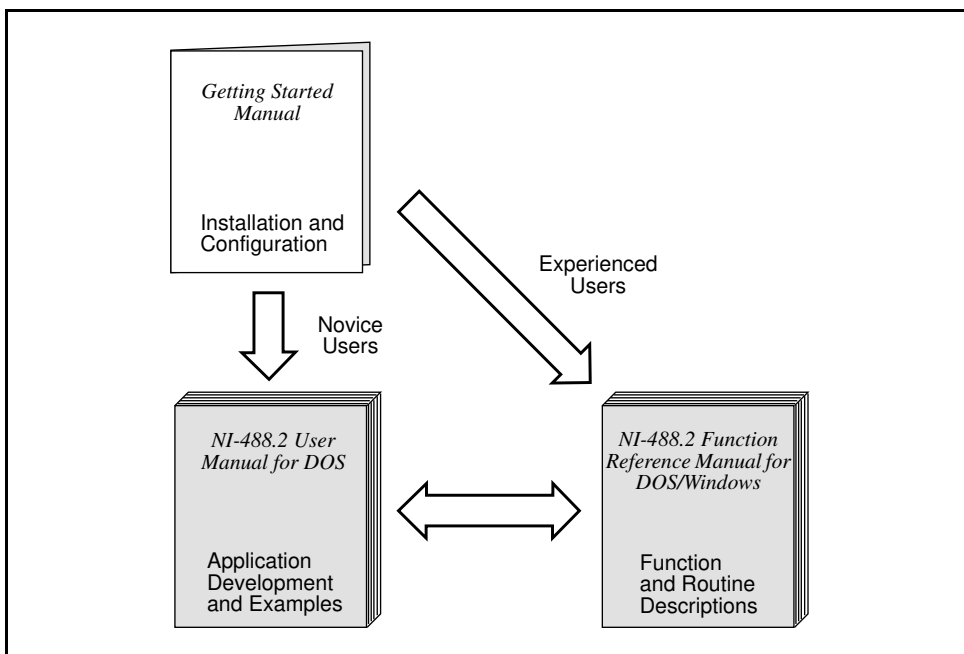 Getting Started
Manual
Installation and
Configuration
Experienced
Users
Novice
Users
NI-488.2 User
Manual for DOS
Application
Development
and Examples
NI-488.2 Function
Reference Manual for
DOS/Windows
Function
and Routine
Descriptions